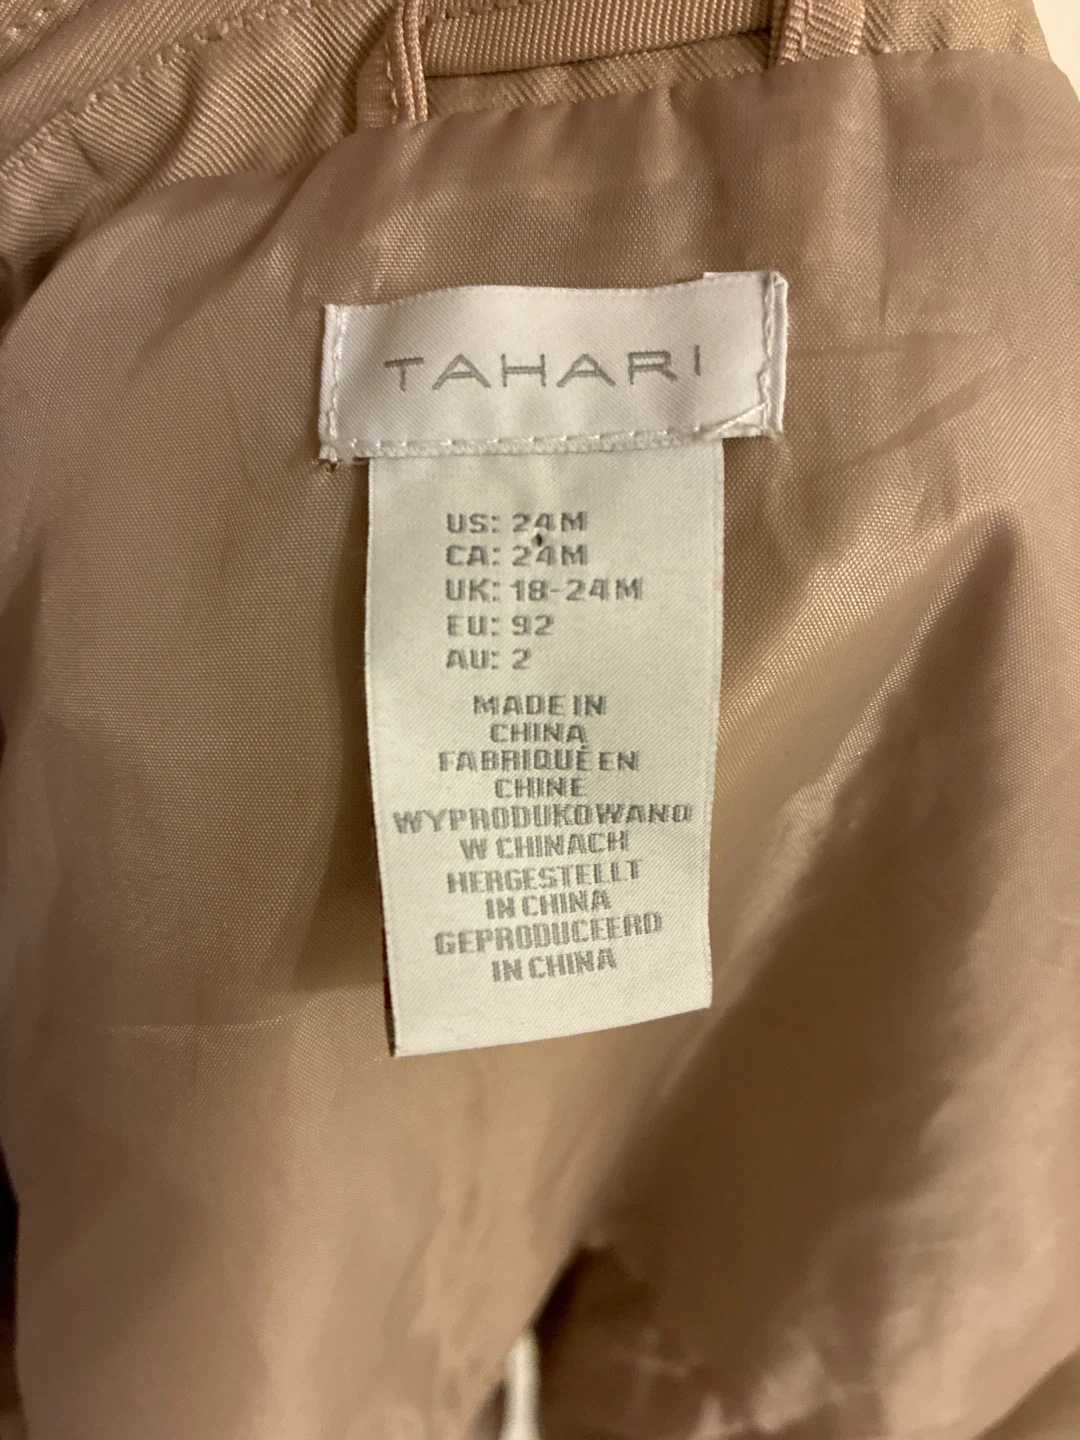 TAHARI
US: 24M
CA: 24M
UK: 18-24M
EU: 92
AU: 2
MADE IN
CHINA
FABRIQUÉ EN
CHINE
WYPRODUKOWANO
W CHINACH
HERGESTELLT
IN CHINA
GEPRODUCEERD
IN CHINA